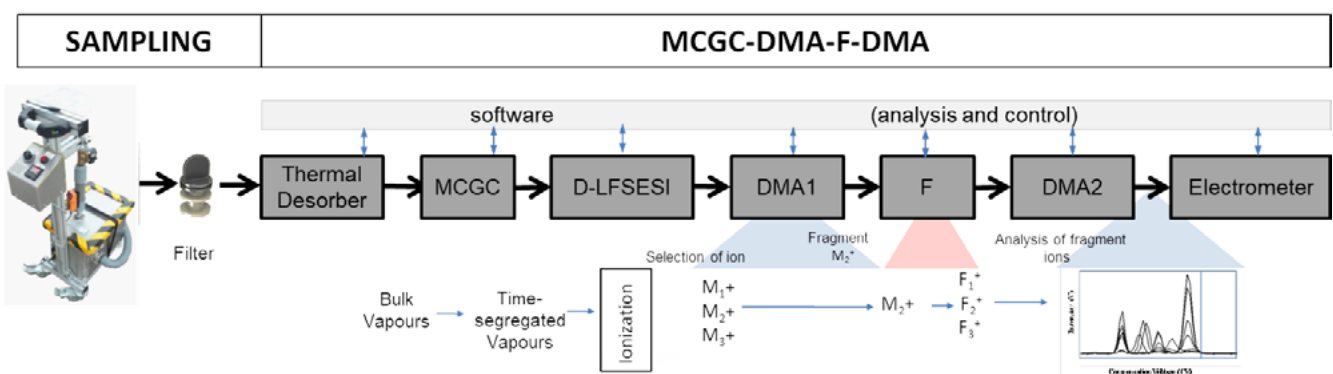 SAMPLING
MCGC-DMA-F-DMA
software
(analysis and control)
Thermal
Desorber
MCGC
D-LFSESI
DMA1
F
DMA2
Electrometer
Filter
Selection of ion
Fragment
M₂⁺
Analysis of fragment
ions
Bulk
Vapours
Time-
segregated
Vapours
Ionization
M₁+
M₂+
M₃+
M₂+
F₁⁺
F₂⁺
F₃⁺